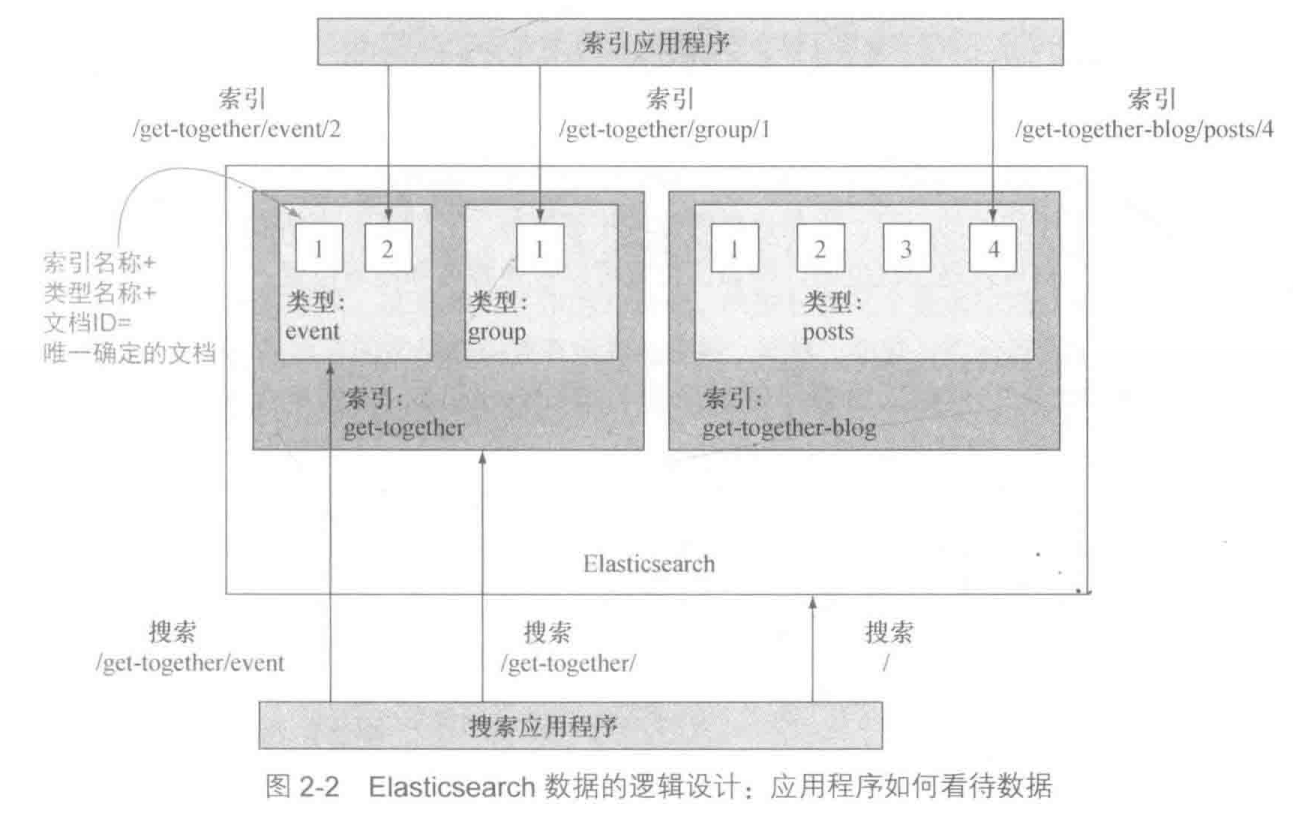 索引应用程序
索引
/get-together/event/2
索引
/get-together/group/1
索引
/get-together-blog/posts/4
索引名称+
类型名称+
文档ID=
唯一确定的文档
1
2
类型：
event
1
类型：
group
索引：
get-together
1
2
3
4
类型：
posts
索引：
get-together-blog
Elasticsearch
搜索
/get-together/event
搜索
/get-together/
搜索
/
搜索应用程序
图 2-2 Elasticsearch 数据的逻辑设计：应用程序如何看待数据